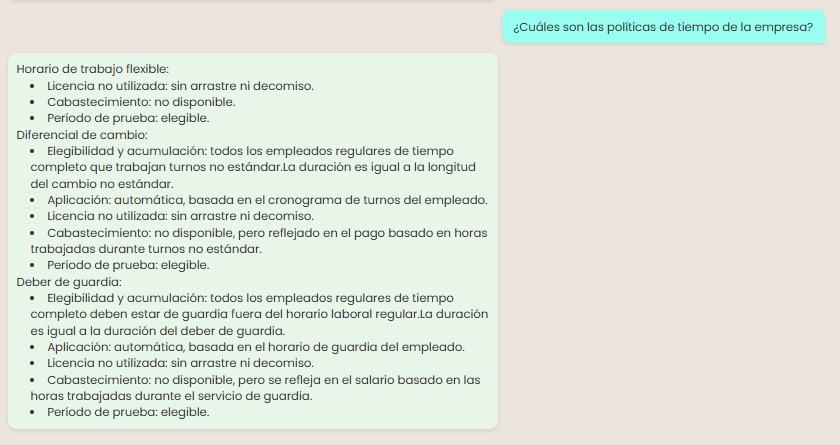 ¿Cuáles son las políticas de tiempo de la empresa?
Horario de trabajo flexible:
• Licencia no utilizada: sin arrastre ni decomiso.
• Cabastecimiento: no disponible.
• Período de prueba: elegible.
Diferencial de cambio:
• Elegibilidad y acumulación: todos los empleados regulares de tiempo
completo que trabajan turnos no estándar.La duración es igual a la longitud
del cambio no estándar.
• Aplicación: automática, basada en el cronograma de turnos del empleado.
• Licencia no utilizada: sin arrastre ni decomiso.
• Cabastecimiento: no disponible, pero reflejado en el pago basado en horas
trabajadas durante turnos no estándar.
• Período de prueba: elegible.
Deber de guardia:
• Elegibilidad y acumulación: todos los empleados regulares de tiempo
completo deben estar de guardia fuera del horario laboral regular.La duración
es igual a la duración del deber de guardia.
• Aplicación: automática, basada en el horario de guardia del empleado.
• Licencia no utilizada: sin arrastre ni decomiso.
• Cabastecimiento: no disponible, pero se refleja en el salario basado en las
horas trabajadas durante el servicio de guardia.
• Período de prueba: elegible.